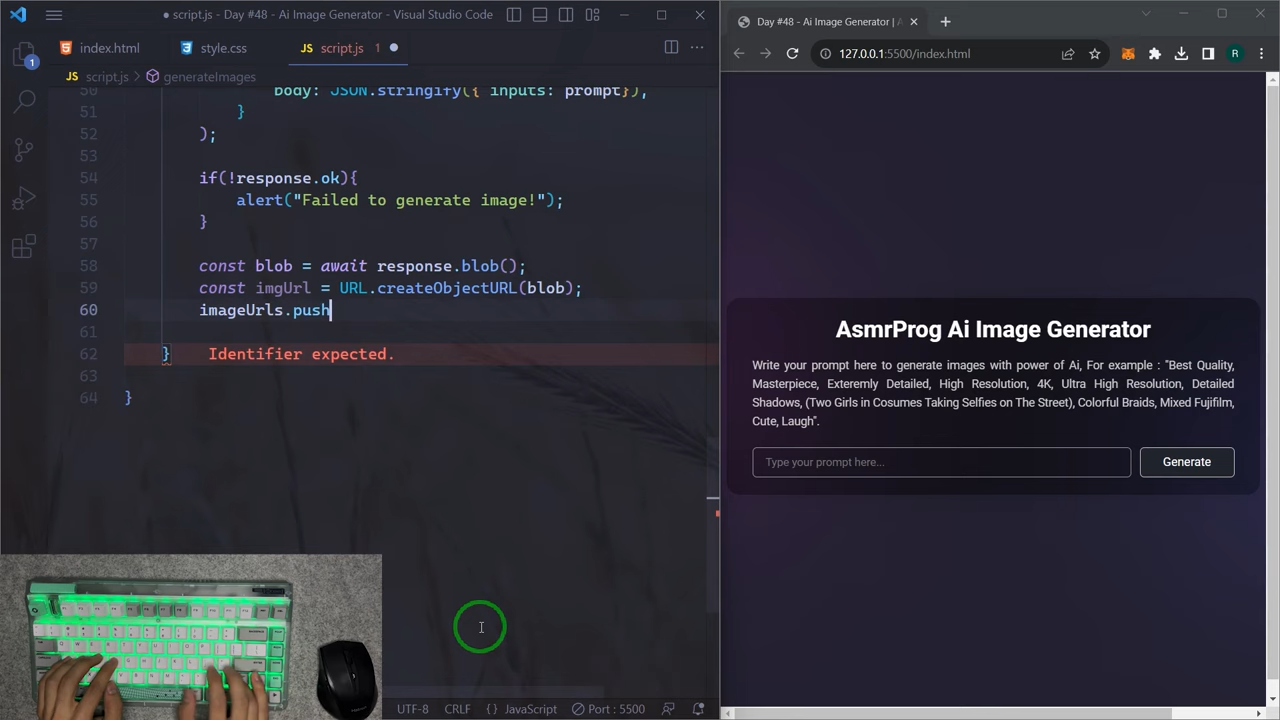 script.js - Day #48 - Ai Image Generator - Visual Studio Code
index.html
style.css
JS script.js 1
JS script.js generateImages
1
50 body: JSON.stringify({ inputs: prompt}),
51 }
52 );
53
54 if(!response.ok){
55 alert("Failed to generate image!");
56 }
57
58 const blob = await response.blob();
59 const imgUrl = URL.createObjectURL(blob);
60 imageUrls.push
61
62 } Identifier expected.
63
64 }
UTF-8 CRLF {} JavaScript Port : 5500
Day #48 - Ai Image Generator | A
127.0.0.1:5500/index.html
R
AsmrProg Ai Image Generator
Write your prompt here to generate images with power of Ai, For example : "Best Quality,
Masterpiece, Exteremly Detailed, High Resolution, 4K, Ultra High Resolution, Detailed
Shadows, (Two Girls in Cosumes Taking Selfies on The Street), Colorful Braids, Mixed Fujifilm,
Cute, Laugh".
Type your prompt here...
Generate